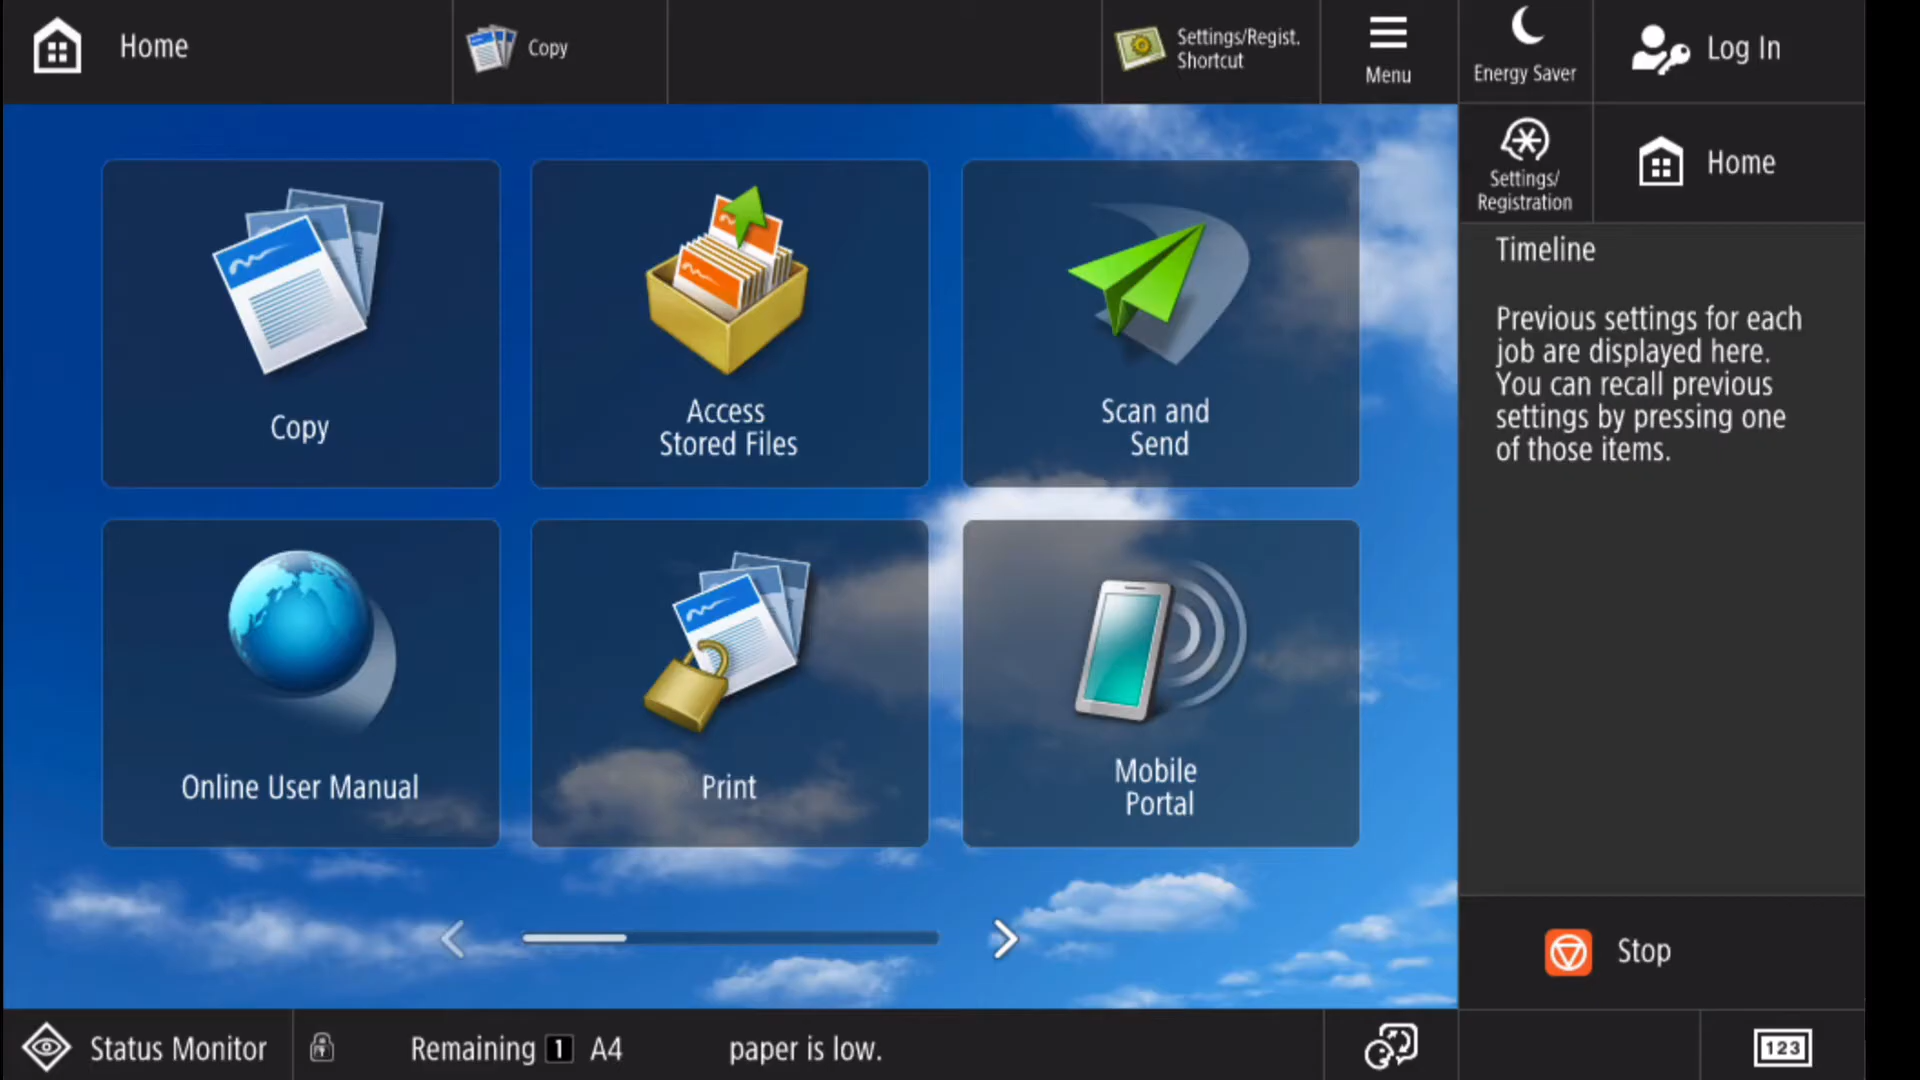 Home
Copy
Settings/Regist.
Shortcut
Menu
Energy Saver
Log In
Settings/
Registration
Home
Timeline
Previous settings for each
job are displayed here.
You can recall previous
settings by pressing one
of those items.
Copy
Access
Stored Files
Scan and
Send
Online User Manual
Print
Mobile
Portal
Stop
Status Monitor
Remaining 1 A4 paper is low.
123